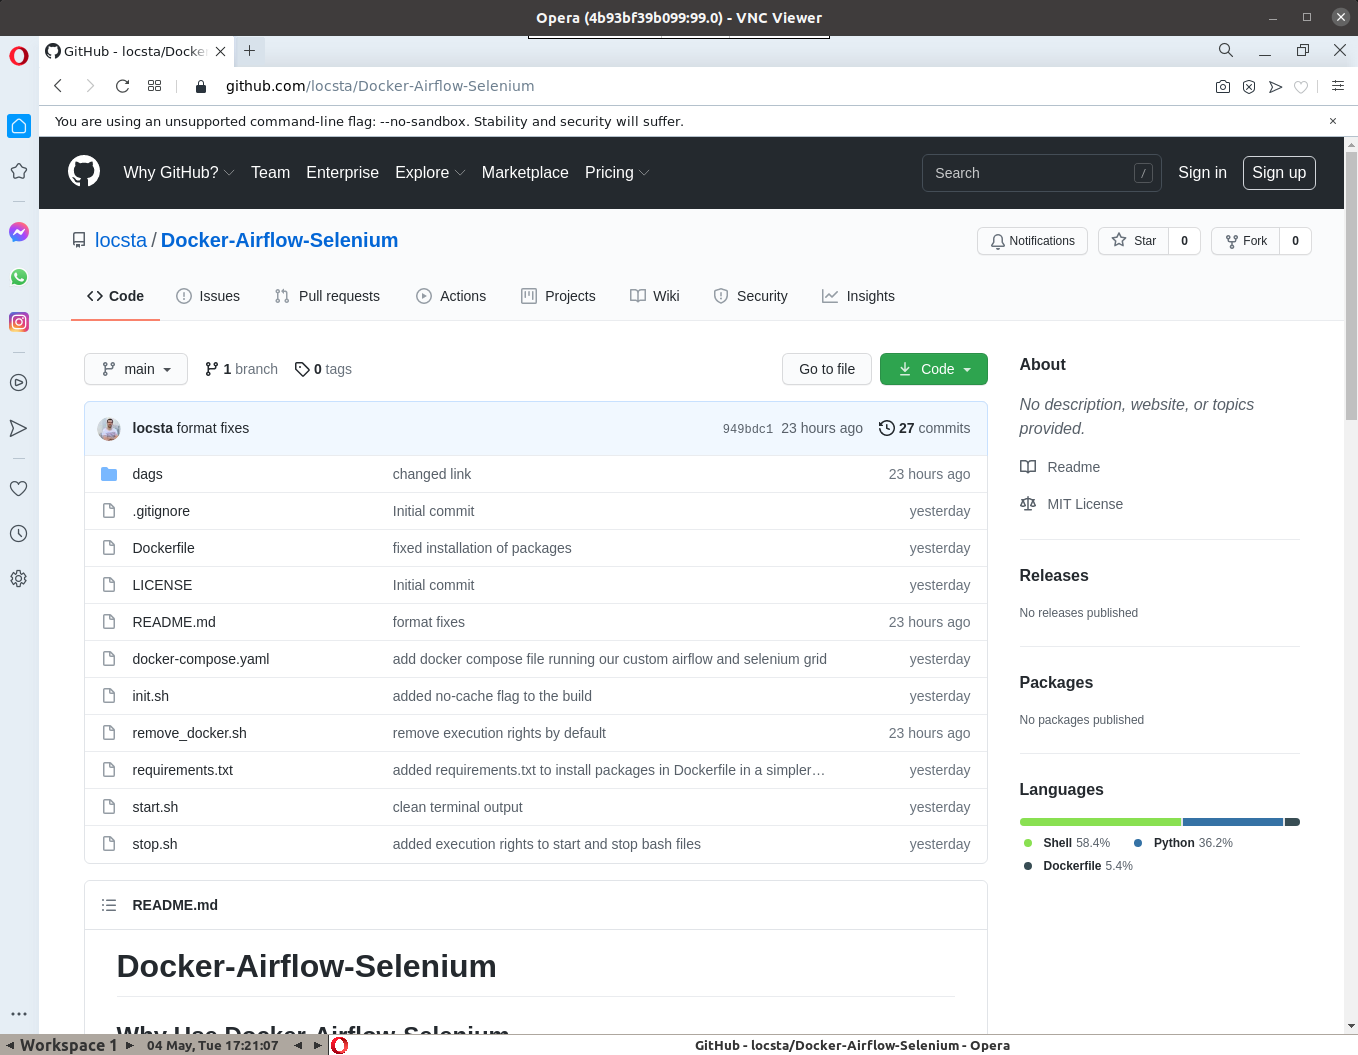 Opera (4b93bf39b099:99.0) - VNC Viewer
GitHub - locsta/Docke
github.com/locsta/Docker-Airflow-Selenium
You are using an unsupported command-line flag: --no-sandbox. Stability and security will suffer.
Why GitHub? Team Enterprise Explore Marketplace Pricing Search / Sign in Sign up
locsta / Docker-Airflow-Selenium Notifications Star 0 Fork 0
Code Issues Pull requests Actions Projects Wiki Security Insights
main 1 branch 0 tags Go to file Code
locsta format fixes 949bdc1 23 hours ago 27 commits
dags changed link 23 hours ago
.gitignore Initial commit yesterday
Dockerfile fixed installation of packages yesterday
LICENSE Initial commit yesterday
README.md format fixes 23 hours ago
docker-compose.yaml add docker compose file running our custom airflow and selenium grid yesterday
init.sh added no-cache flag to the build yesterday
remove_docker.sh remove execution rights by default 23 hours ago
requirements.txt added requirements.txt to install packages in Dockerfile in a simpler… yesterday
start.sh clean terminal output yesterday
stop.sh added execution rights to start and stop bash files yesterday
README.md
Docker-Airflow-Selenium
Why Use Docker-Airflow-Selenium
About
No description, website, or topics
provided.
Readme
MIT License
Releases
No releases published
Packages
No packages published
Languages
Shell 58.4% Python 36.2%
Dockerfile 5.4%
Workspace 1 04 May, Tue 17:21:07 GitHub - locsta/Docker-Airflow-Selenium - Opera